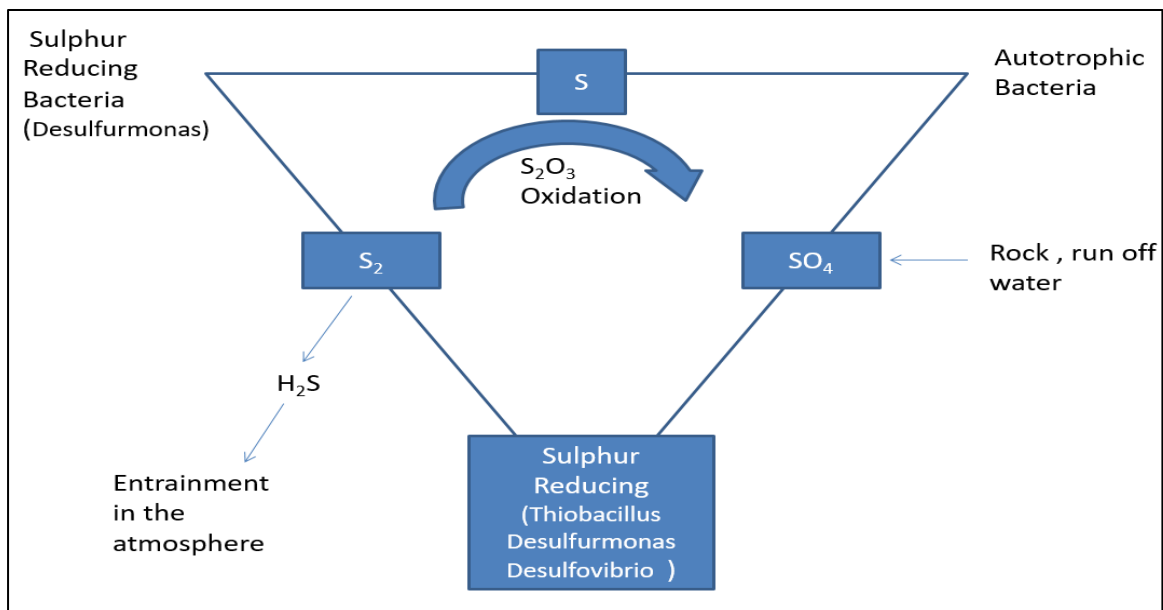 Sulphur
Reducing
Bacteria
(Desulfurmonas)
S
Autotrophic
Bacteria
S₂O₃
Oxidation
S₂
SO₄
Rock , run off
water
H₂S
Entrainment
in the
atmosphere
Sulphur
Reducing
(Thiobacillus
Desulfurmonas
Desulfovibrio )